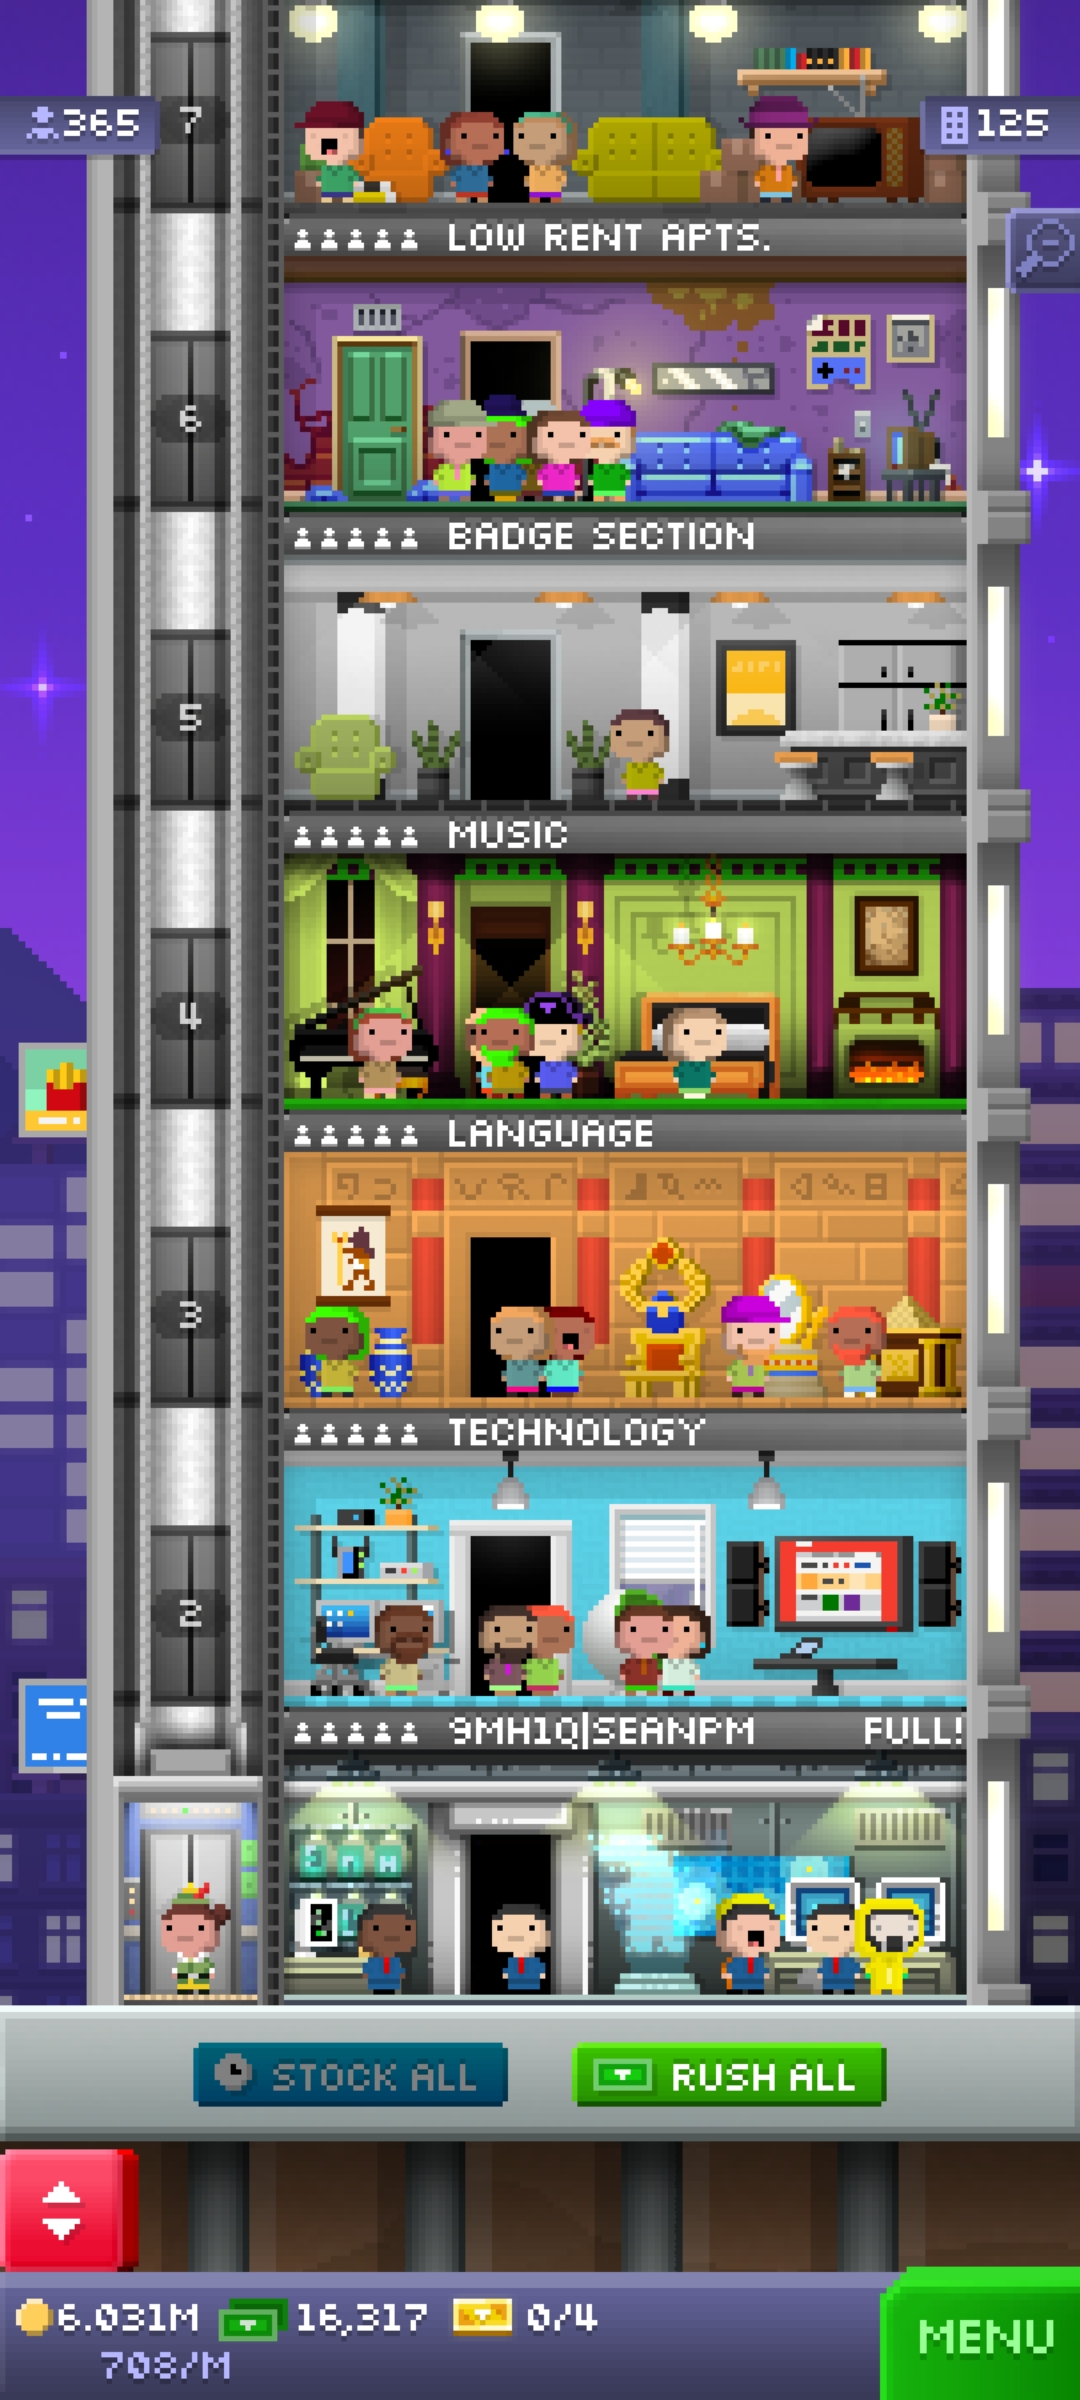 7
365
125
LOW RENT APTS.
6
BADGE SECTION
5
MUSIC
4
LANGUAGE
3
TECHNOLOGY
2
9MH1Q|SEANPM FULL!
STOCK ALL
RUSH ALL
6.031M 16,317 0/4
708/M
MENU